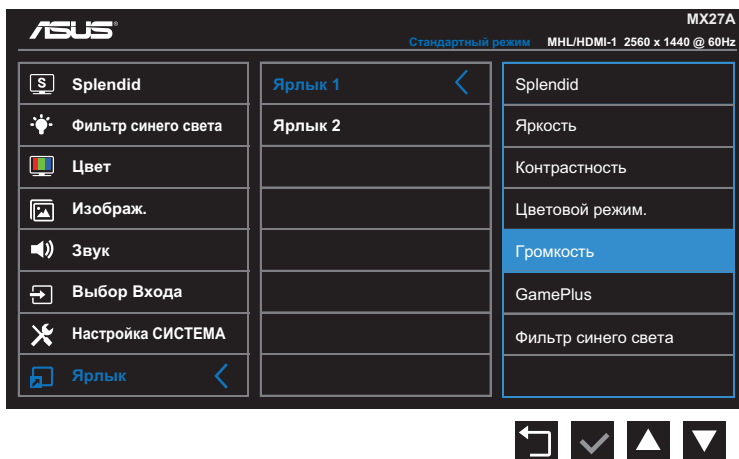 ASUS
MX27A
Стандартный режим MHL/HDMI-1 2560 x 1440 @ 60Hz
S Splendid
Фильтр синего света
Цвет
Изображ.
Звук
Выбор Входа
Настройка СИСТЕМА
Ярлык
Ярлык 1
Ярлык 2
Splendid
Яркость
Контрастность
Цветовой режим.
Громкость
GamePlus
Фильтр синего света